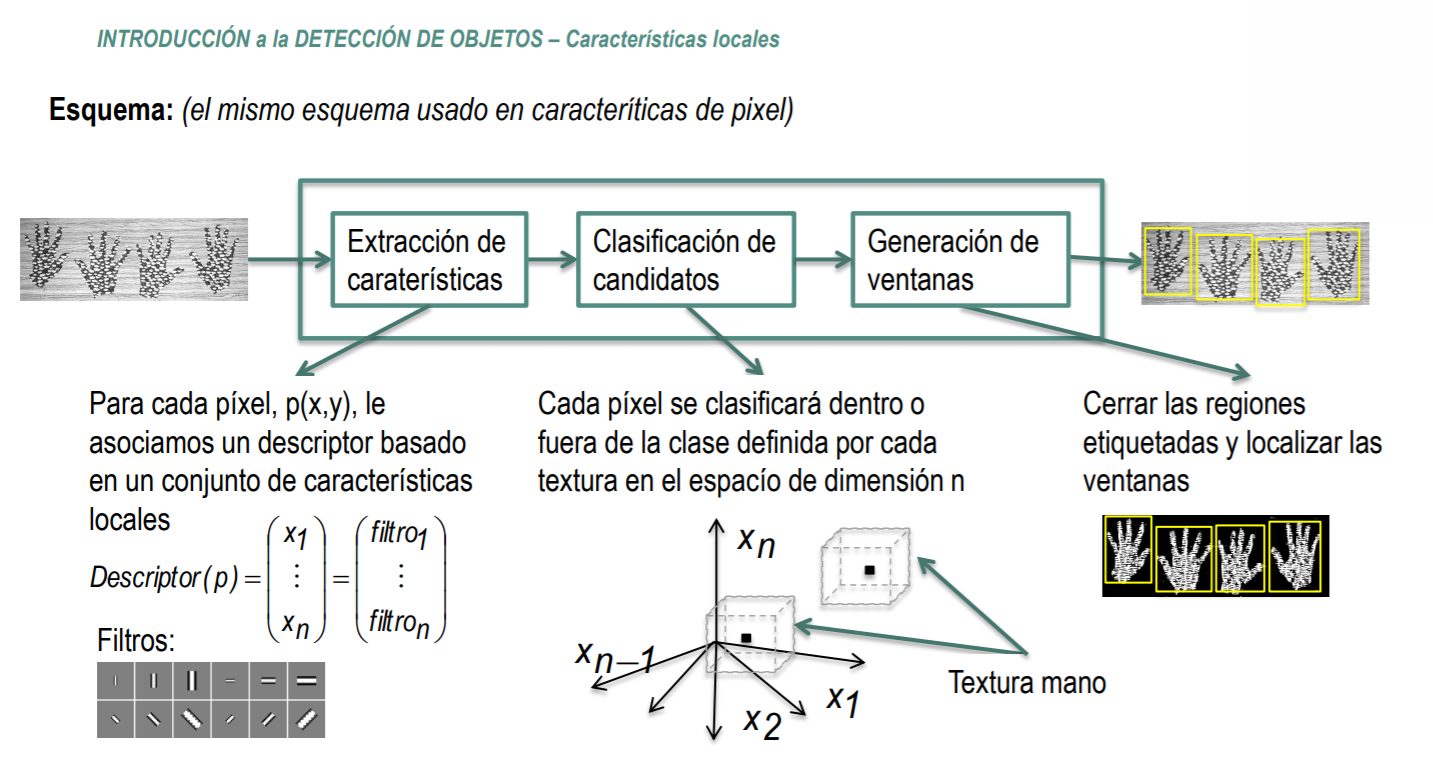 INTRODUCCIÓN a la DETECCIÓN DE OBJETOS – Características locales
Esquema: (el mismo esquema usado en caracteríticas de pixel)
Extracción de
caraterísticas
Clasificación de
candidatos
Generación de
ventanas
Para cada píxel, p(x,y), le
asociamos un descriptor basado
en un conjunto de características
locales
Descriptor(p) = (x1 ⋮ xn) = (filtro1 ⋮ filtron)
Filtros:
Cada píxel se clasificará dentro o
fuera de la clase definida por cada
textura en el espacío de dimensión n
xn
xn–1
x2
x1
Textura mano
Cerrar las regiones
etiquetadas y localizar las
ventanas